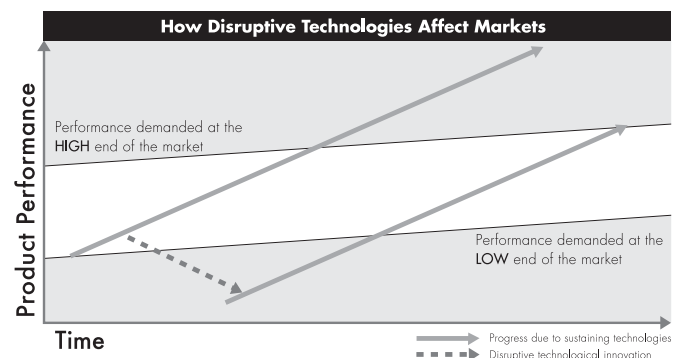 How Disruptive Technologies Affect Markets
Product Performance
Performance demanded at the
HIGH end of the market
Performance demanded at the
LOW end of the market
Time
Progress due to sustaining technologies
Disruptive technological innovation